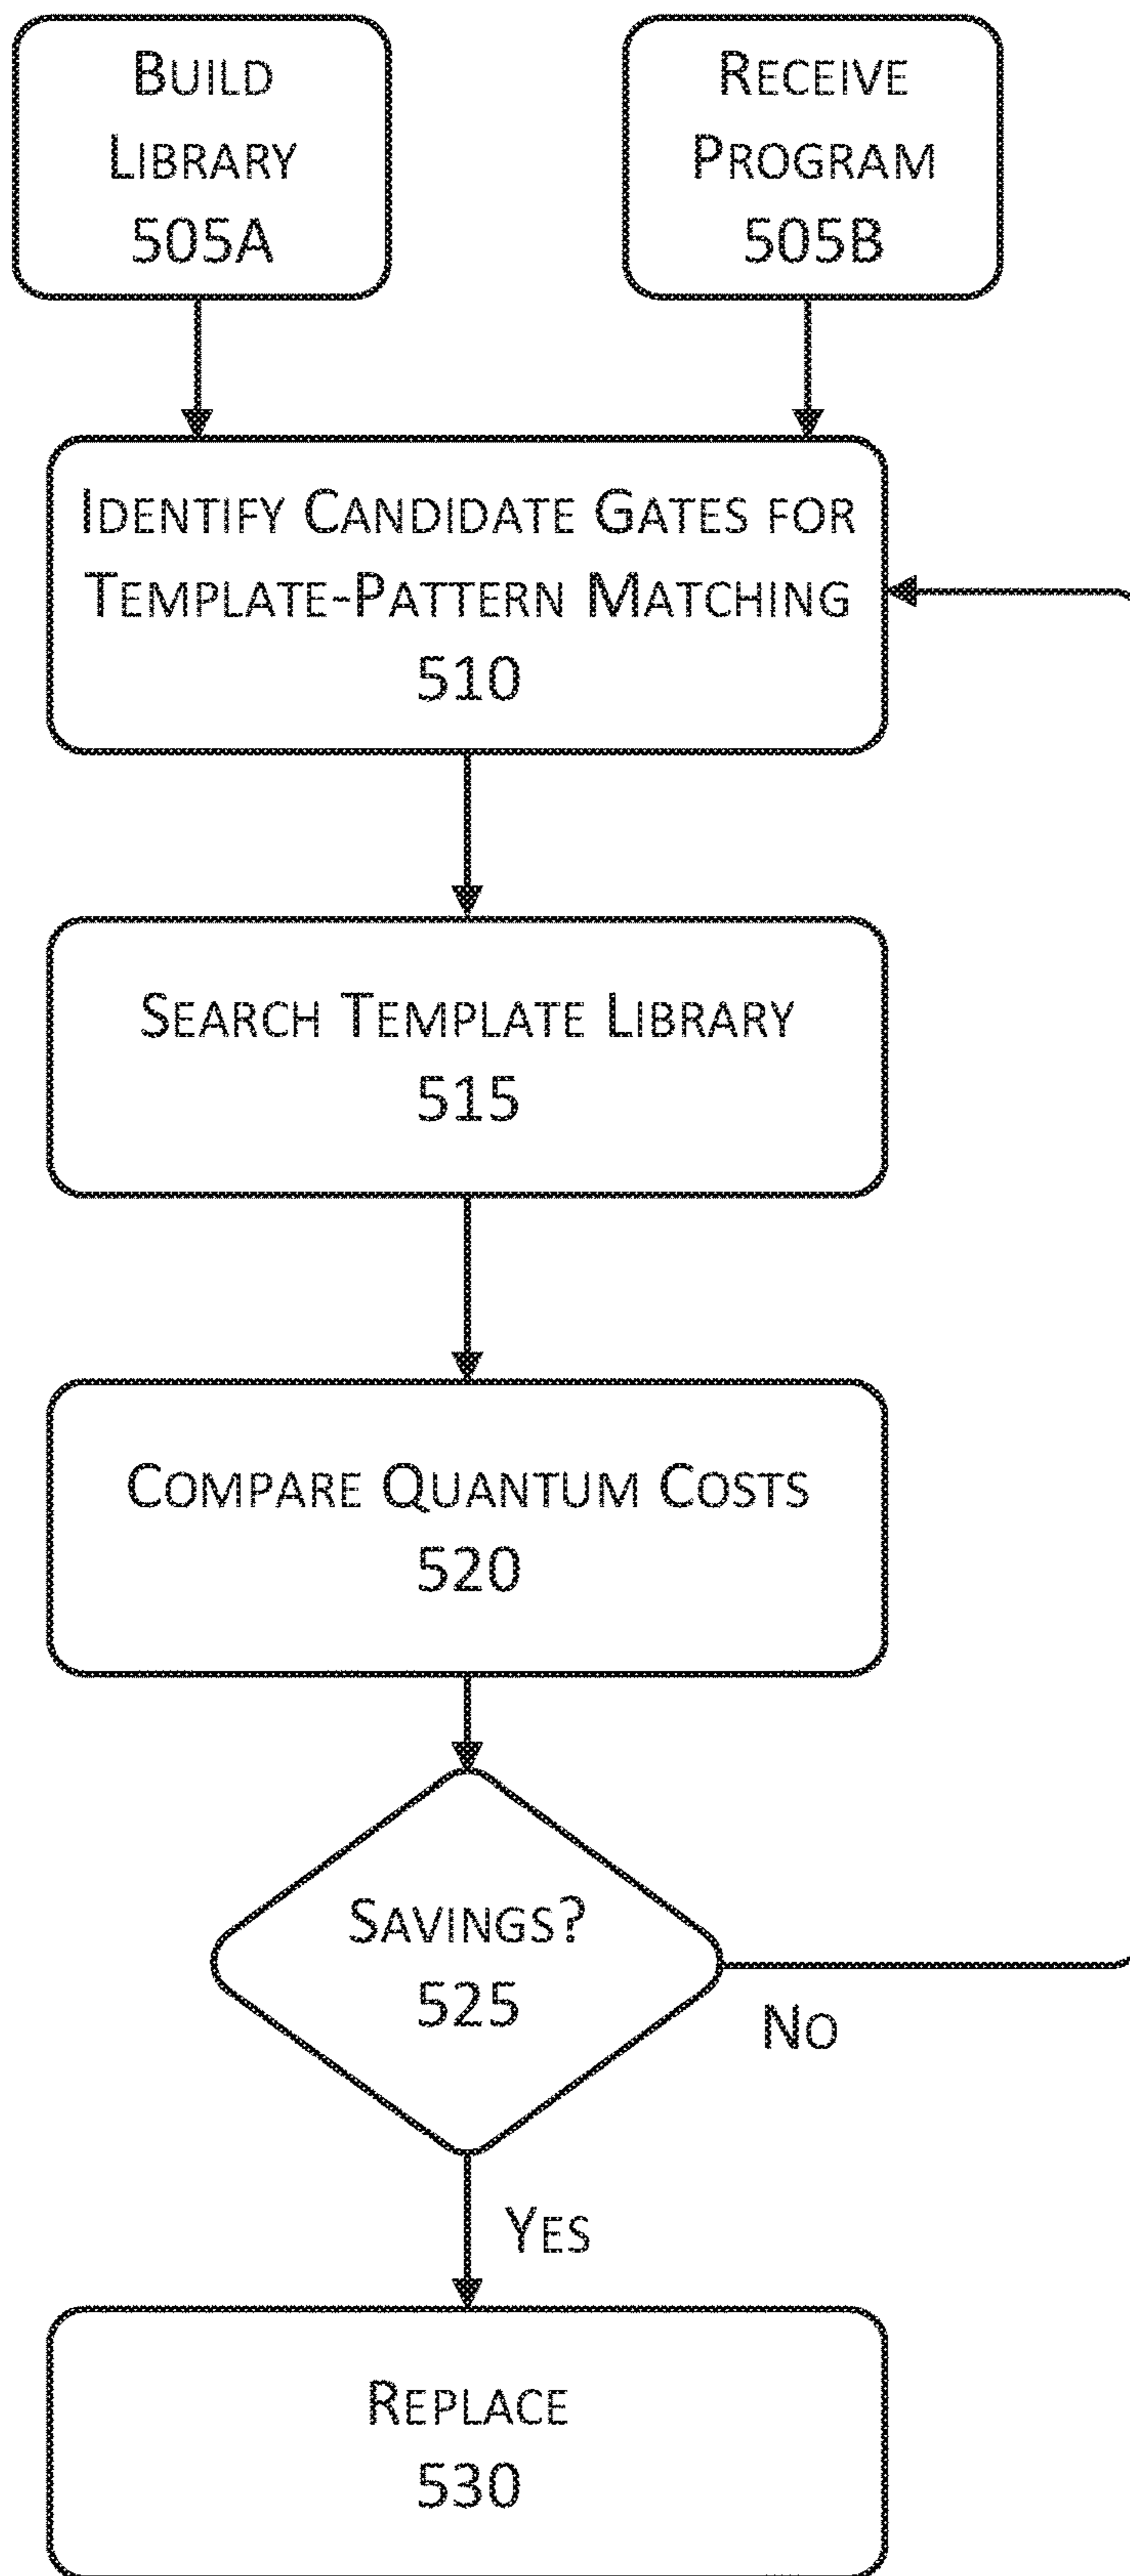 BUILD
LIBRARY
505A
RECEIVE
PROGRAM
505B
IDENTIFY CANDIDATE GATES FOR
TEMPLATE-PATTERN MATCHING
510
SEARCH TEMPLATE LIBRARY
515
COMPARE QUANTUM COSTS
520
SAVINGS?
525
NO
YES
REPLACE
530